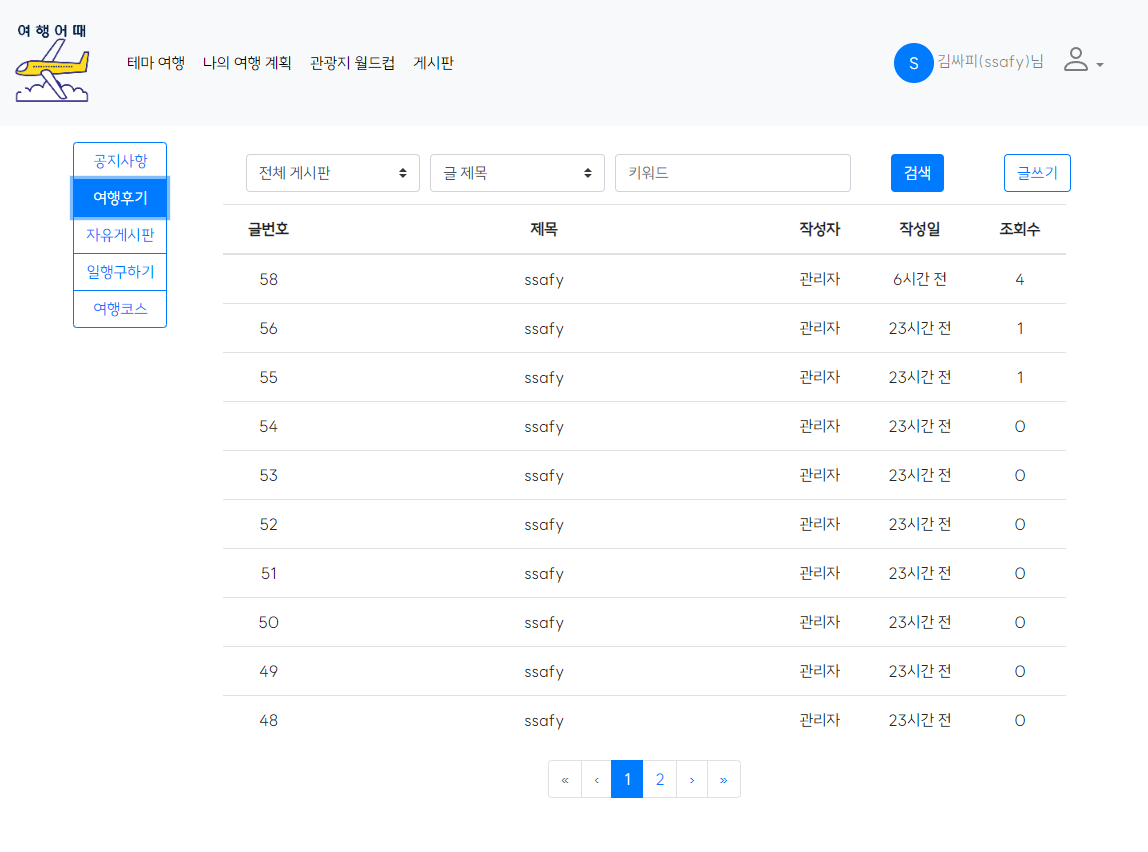 여 행 어 때
테마 여행 나의 여행 계획 관광지 월드컵 게시판
S 김싸피(ssafy)님
공지사항
여행후기
자유게시판
일행구하기
여행코스
전체 게시판 글 제목 키워드 검색 글쓰기
글번호 제목 작성자 작성일 조회수
58 ssafy 관리자 6시간 전 4
56 ssafy 관리자 23시간 전 1
55 ssafy 관리자 23시간 전 1
54 ssafy 관리자 23시간 전 0
53 ssafy 관리자 23시간 전 0
52 ssafy 관리자 23시간 전 0
51 ssafy 관리자 23시간 전 0
50 ssafy 관리자 23시간 전 0
49 ssafy 관리자 23시간 전 0
48 ssafy 관리자 23시간 전 0
« ‹ 1 2 › »